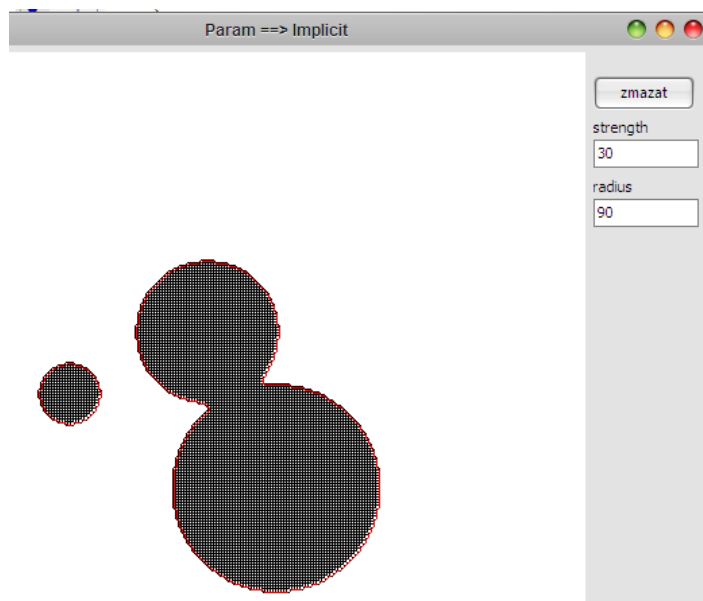 Param ==> Implicit
zmazat
strength
30
radius
90